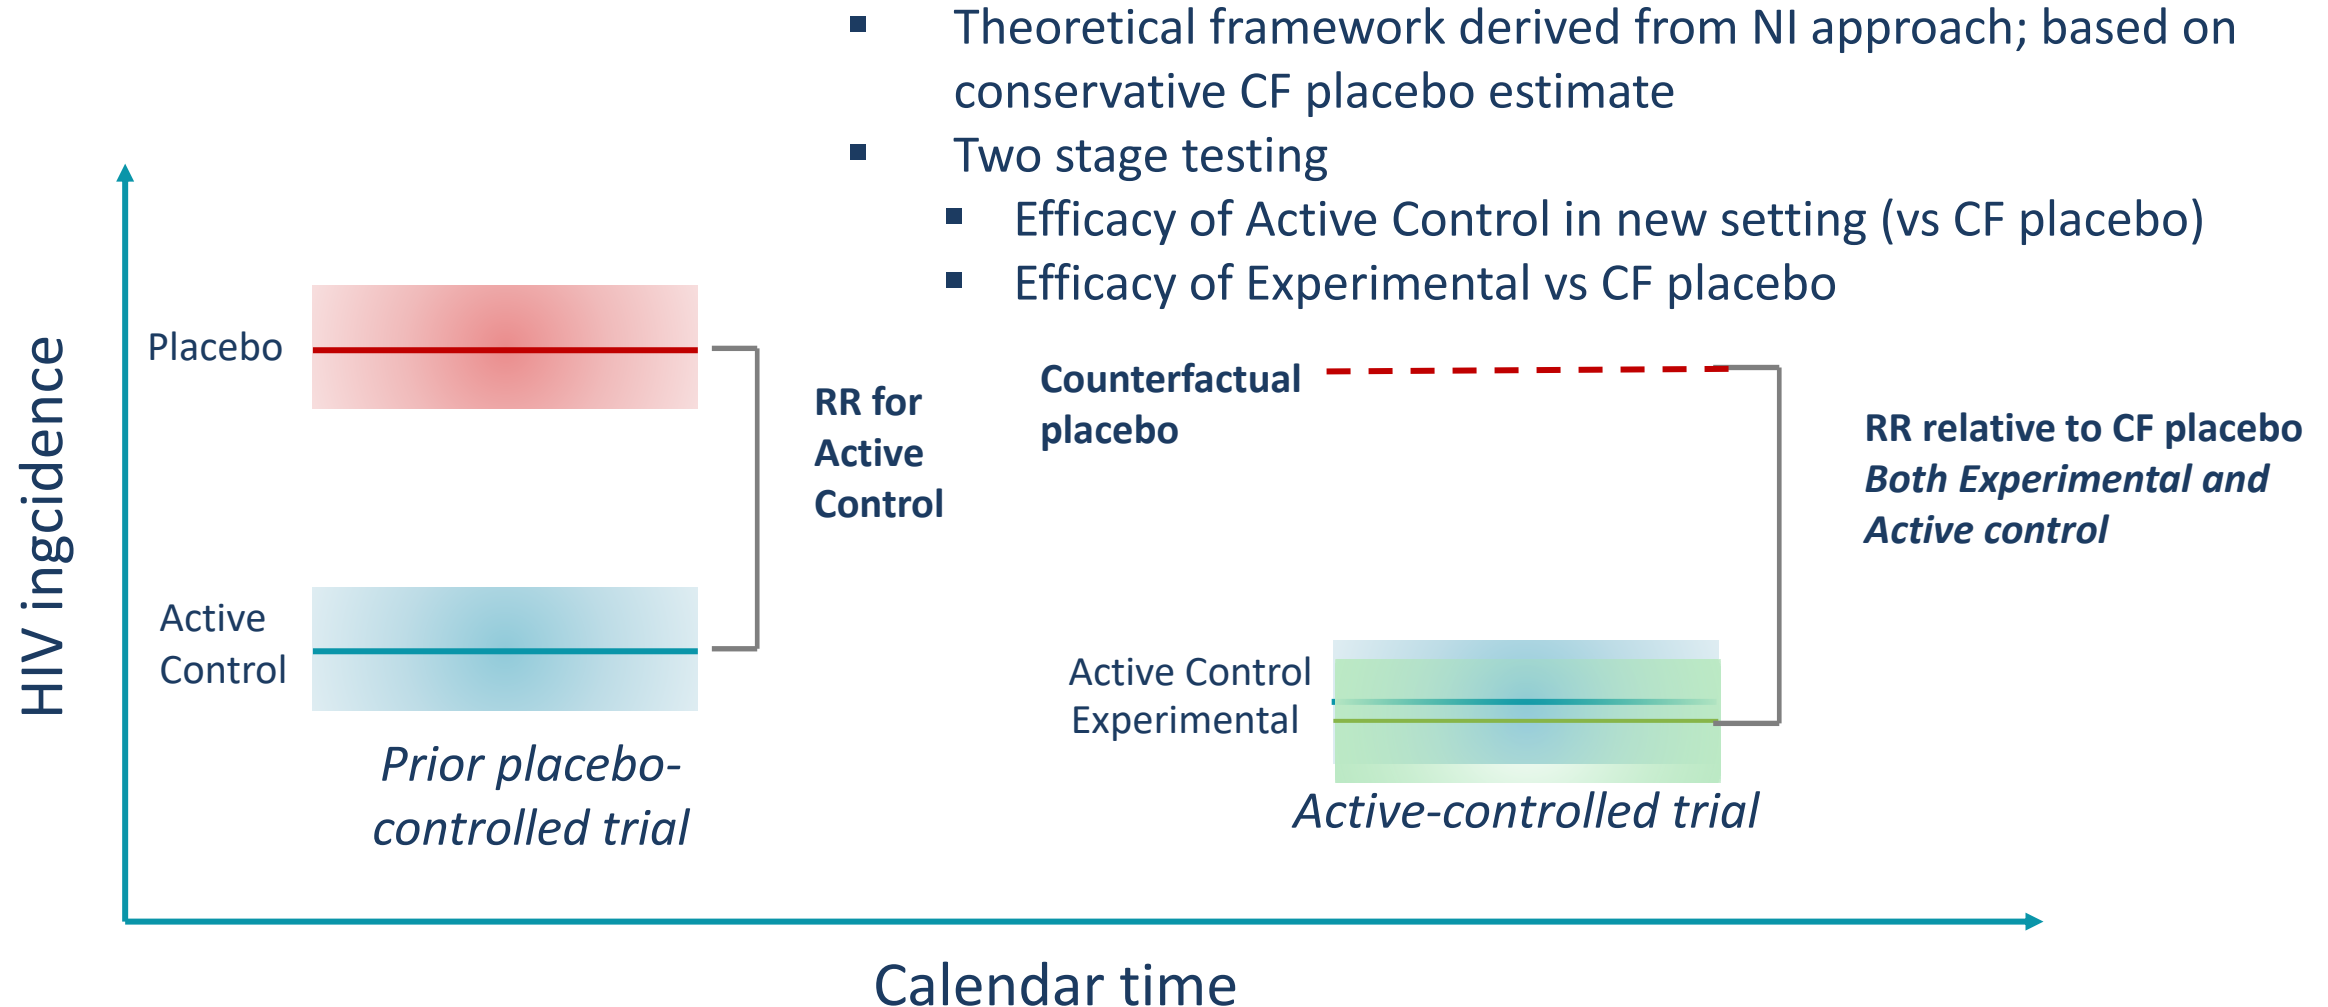 ▪ Theoretical framework derived from NI approach; based on
conservative CF placebo estimate
▪ Two stage testing
▪ Efficacy of Active Control in new setting (vs CF placebo)
▪ Efficacy of Experimental vs CF placebo
HIV ingcidence
Placebo
Active
Control
RR for
Active
Control
Prior placebo-
controlled trial
Counterfactual
placebo
RR relative to CF placebo
Both Experimental and
Active control
Active Control
Experimental
Active-controlled trial
Calendar time